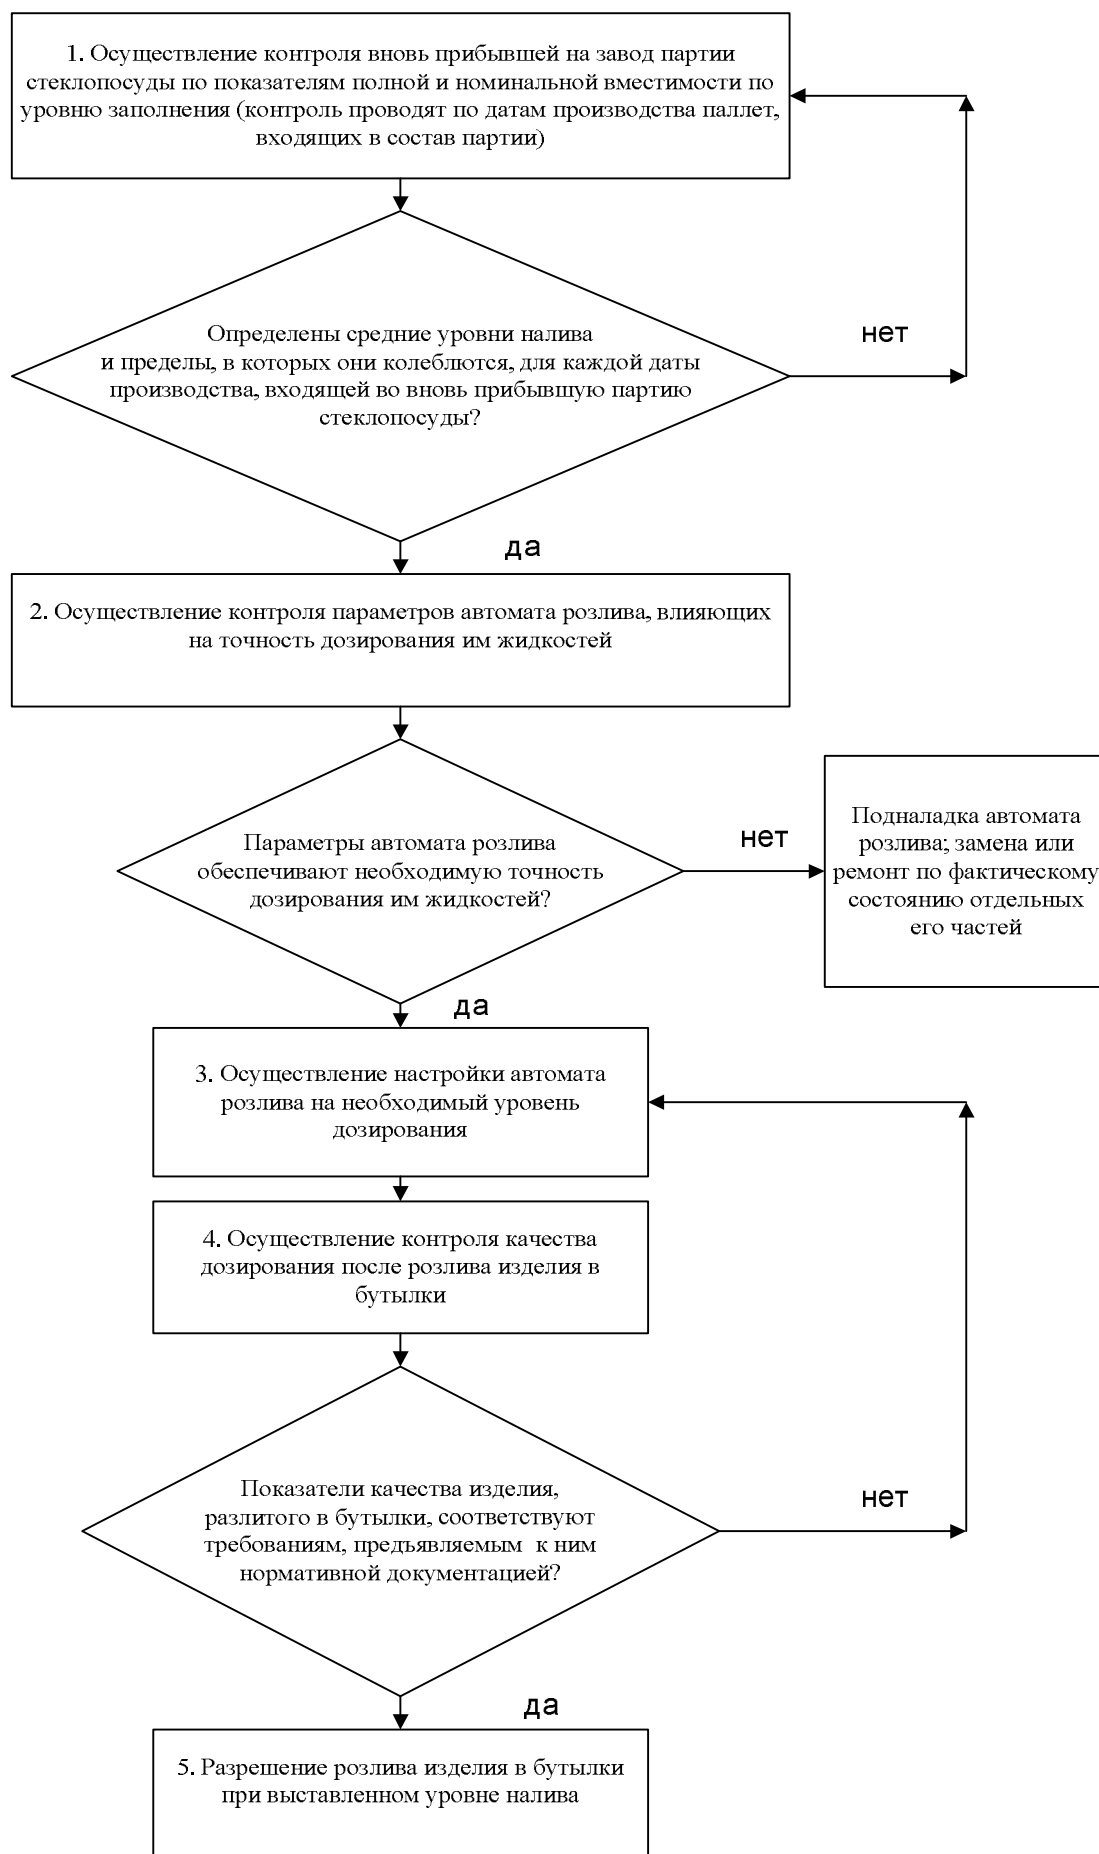 1. Осуществление контроля вновь прибывшей на завод партии
стеклопосуды по показателям полной и номинальной вместимости по
уровню заполнения (контроль проводят по датам производства паллет,
входящих в состав партии)
Определены средние уровни налива
и пределы, в которых они колеблются, для каждой даты
производства, входящей во вновь прибывшую партию
стеклопосуды?
нет
да
2. Осуществление контроля параметров автомата розлива, влияющих
на точность дозирования им жидкостей
Параметры автомата розлива
обеспечивают необходимую точность
дозирования им жидкостей?
нет
Подналадка автомата
розлива; замена или
ремонт по фактическому
состоянию отдельных
его частей
да
3. Осуществление настройки автомата
розлива на необходимый уровень
дозирования
4. Осуществление контроля качества
дозирования после розлива изделия в
бутылки
Показатели качества изделия,
разлитого в бутылки, соответствуют
требованиям, предьявляемым к ним
нормативной документацией?
нет
да
5. Разрешение розлива изделия в бутылки
при выставленном уровне налива